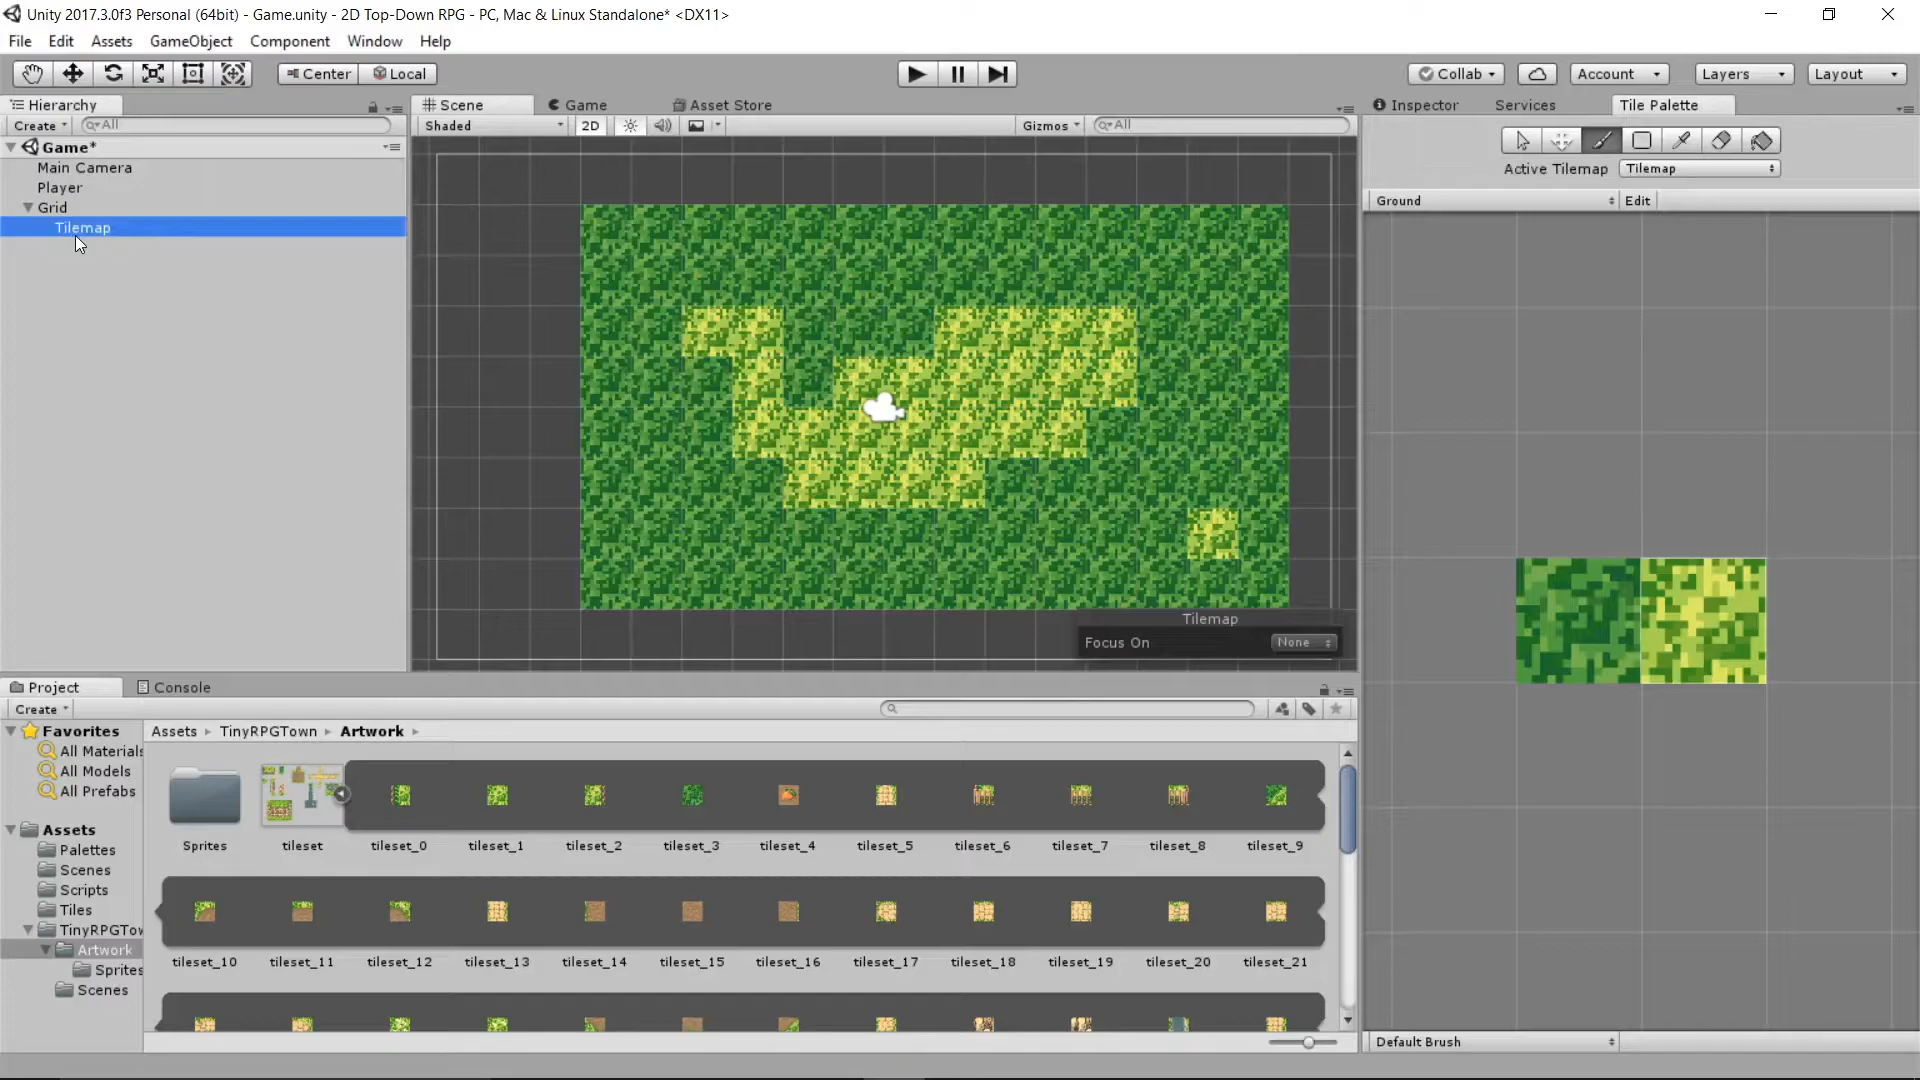 Unity 2017.3.0f3 Personal (64bit) - Game.unity - 2D Top-Down RPG - PC, Mac & Linux Standalone* <DX11>
File Edit Assets GameObject Component Window Help
Center Local Collab Account Layers Layout
Hierarchy
Create All
Game*
Main Camera
Player
Grid
Tilemap
Scene Game Asset Store
Shaded 2D Gizmos All
Tilemap
Focus On None
Inspector Services Tile Palette
Active Tilemap Tilemap
Ground Edit
Default Brush
Project Console
Create
Favorites
All Materials
All Models
All Prefabs
Assets
Palettes
Scenes
Scripts
Tiles
TinyRPGTow
Artwork
Sprites
Scenes
Assets TinyRPGTown Artwork
Sprites tileset tileset_0 tileset_1 tileset_2 tileset_3 tileset_4 tileset_5 tileset_6 tileset_7 tileset_8 tileset_9
tileset_10 tileset_11 tileset_12 tileset_13 tileset_14 tileset_15 tileset_16 tileset_17 tileset_18 tileset_19 tileset_20 tileset_21